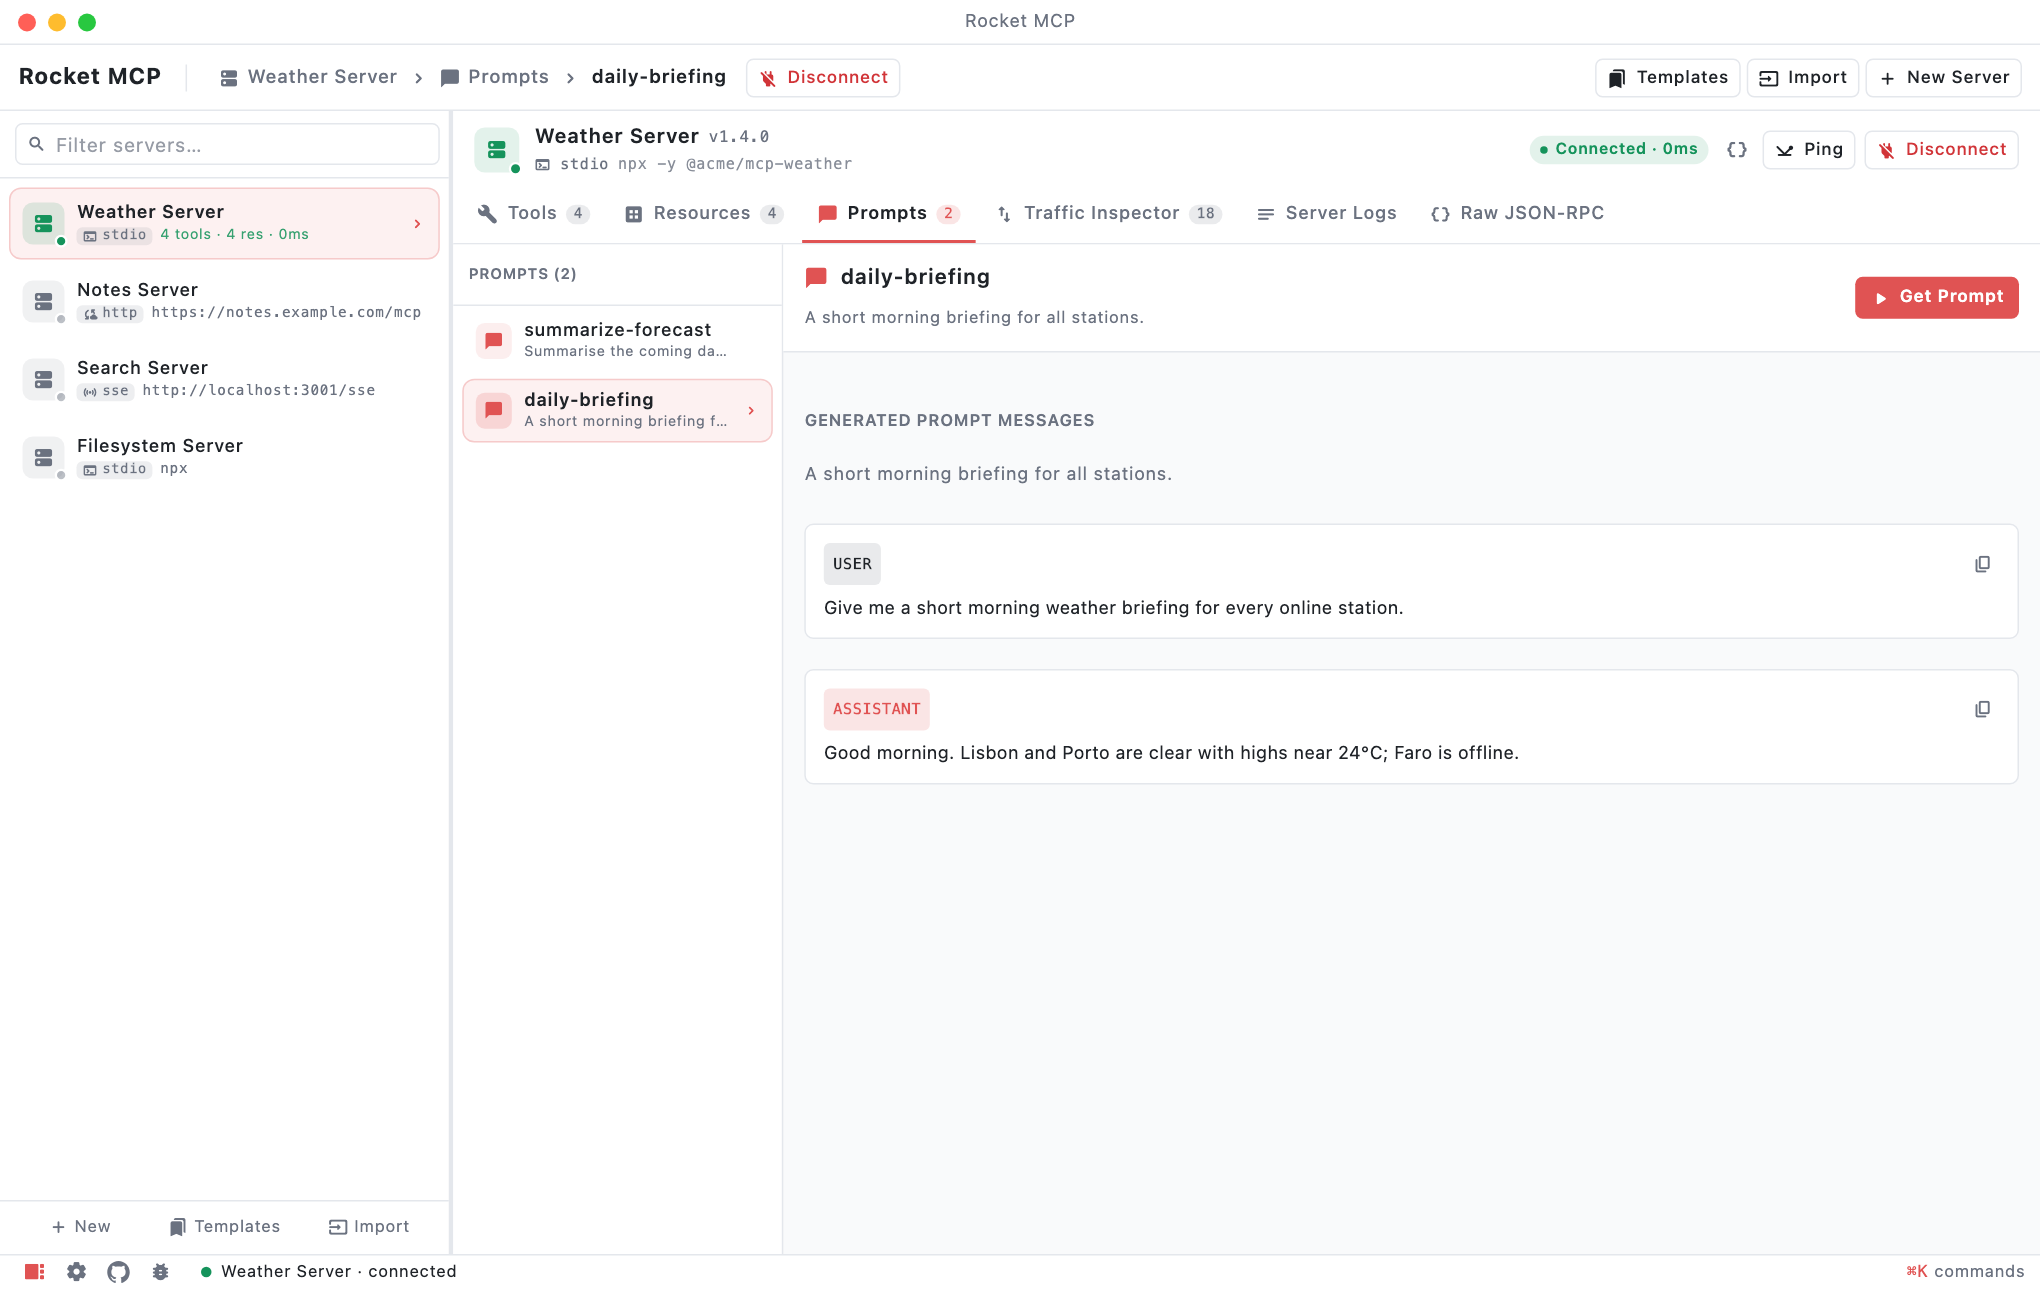 Rocket MCP
Rocket MCP
Weather Server › Prompts › daily-briefing
Disconnect
Templates
Import
+ New Server
Filter servers...
Weather Server
stdio 4 tools · 4 res · 0ms
Notes Server
http https://notes.example.com/mcp
Search Server
sse http://localhost:3001/sse
Filesystem Server
stdio npx
+ New
Templates
Import
Weather Server v1.4.0
stdio npx -y @acme/mcp-weather
Connected · 0ms
{} Ping
Disconnect
Tools 4
Resources 4
Prompts 2
Traffic Inspector 18
Server Logs
{} Raw JSON-RPC
PROMPTS (2)
summarize-forecast
Summarise the coming da...
daily-briefing
A short morning briefing f...
daily-briefing
A short morning briefing for all stations.
Get Prompt
GENERATED PROMPT MESSAGES
A short morning briefing for all stations.
USER
Give me a short morning weather briefing for every online station.
ASSISTANT
Good morning. Lisbon and Porto are clear with highs near 24°C; Faro is offline.
Weather Server · connected
⌘K commands